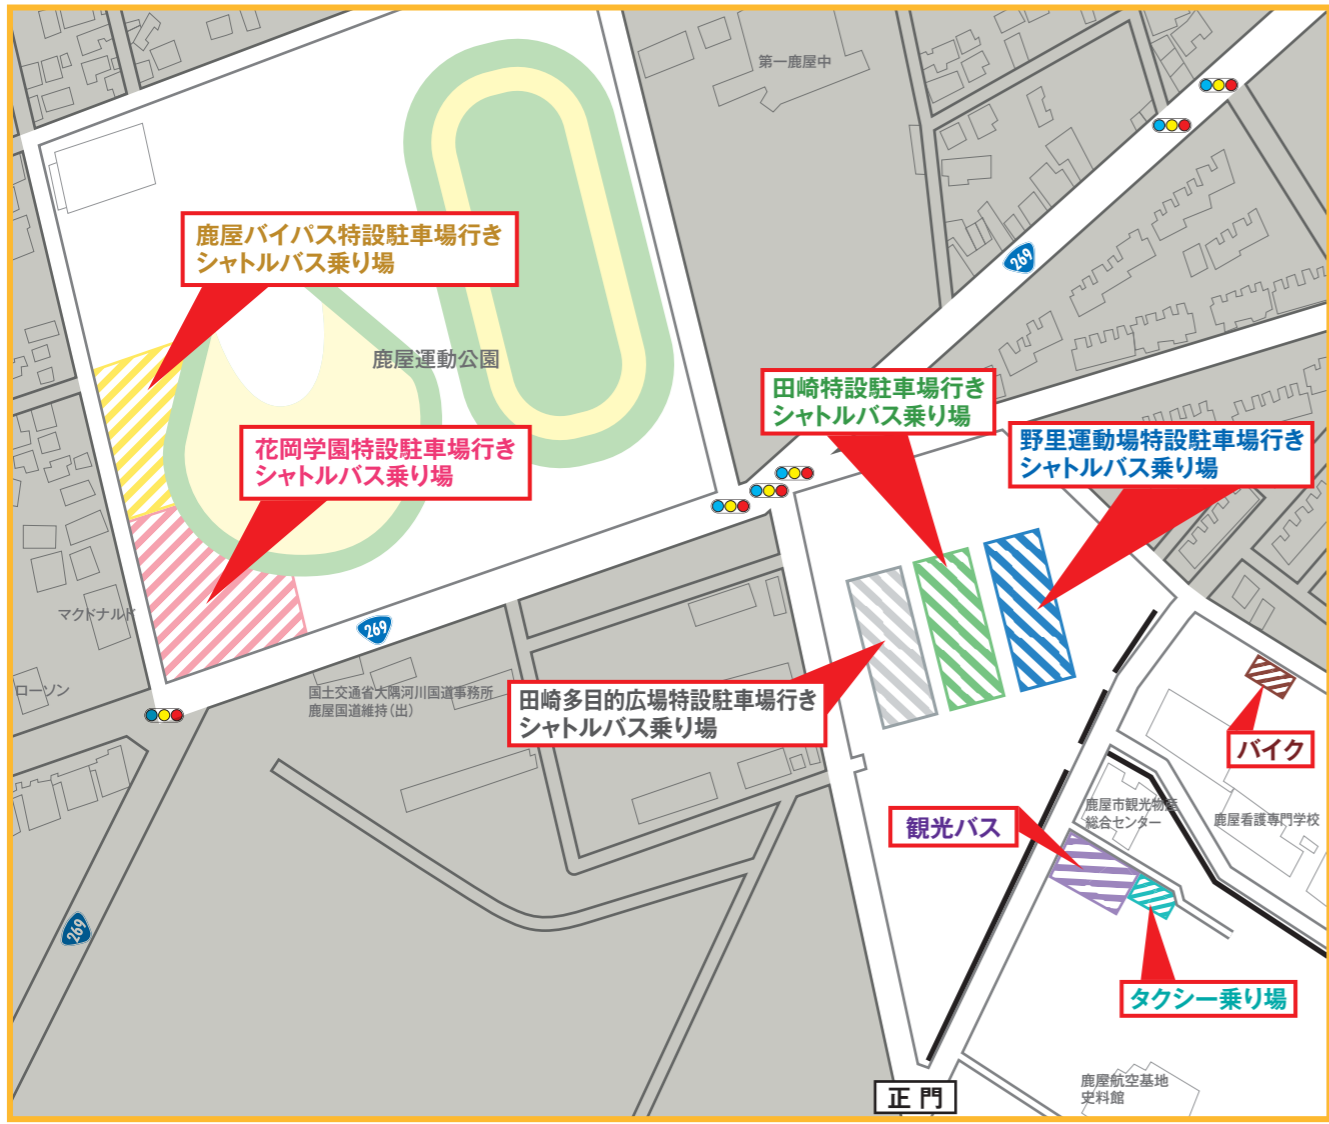 第一鹿屋中
鹿屋バイパス特設駐車場行き
シャトルバス乗り場
269
鹿屋運動公園
田崎特設駐車場行き
シャトルバス乗り場
花岡学園特設駐車場行き
シャトルバス乗り場
野里運動場特設駐車場行き
シャトルバス乗り場
マクドナルド
269
ローソン
国土交通省大隅河川国道事務所
鹿屋国道維持(出)
田崎多目的広場特設駐車場行き
シャトルバス乗り場
バイク
観光バス
鹿屋市観光物産
総合センター
鹿屋看護専門学校
269
タクシー乗り場
正門
鹿屋航空基地
史料館